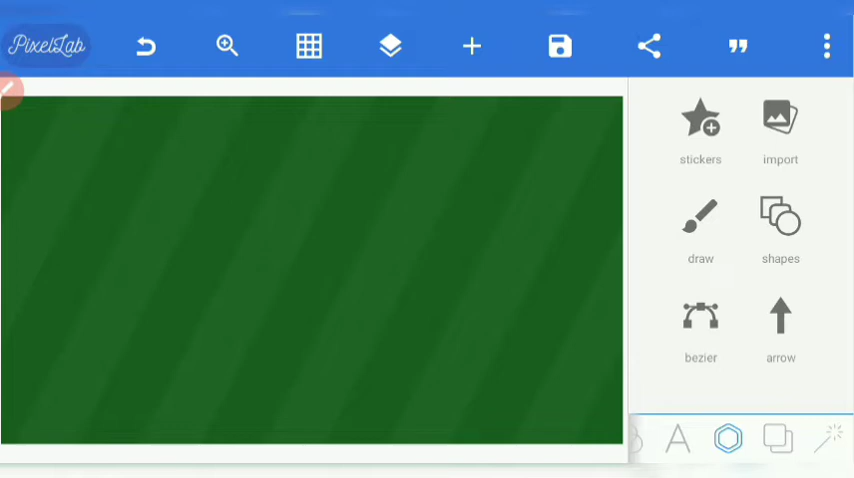 PixelLab
stickers
import
draw
shapes
bezier
arrow